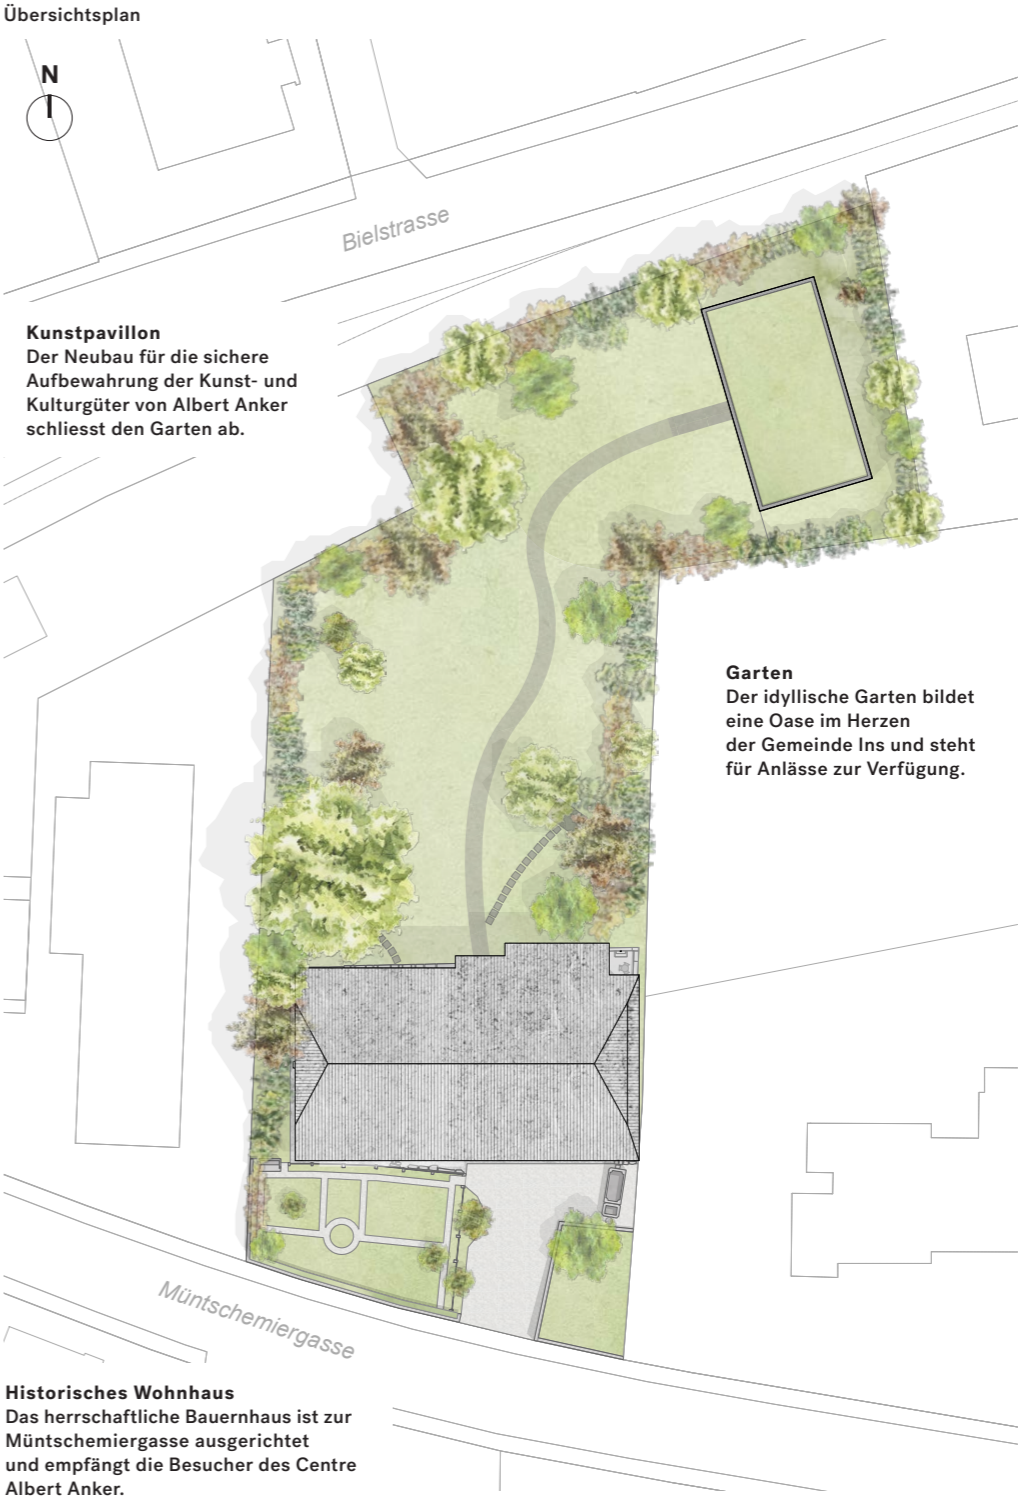 Übersichtsplan
N
Bielstrasse
Kunstpavillon
Der Neubau für die sichere
Aufbewahrung der Kunst- und
Kulturgüter von Albert Anker
schliesst den Garten ab.
Garten
Der idyllische Garten bildet
eine Oase im Herzen
der Gemeinde Ins und steht
für Anlässe zur Verfügung.
Müntschemiergasse
Historisches Wohnhaus
Das herrschaftliche Bauernhaus ist zur
Müntschemiergasse ausgerichtet
und empfängt die Besucher des Centre
Albert Anker.